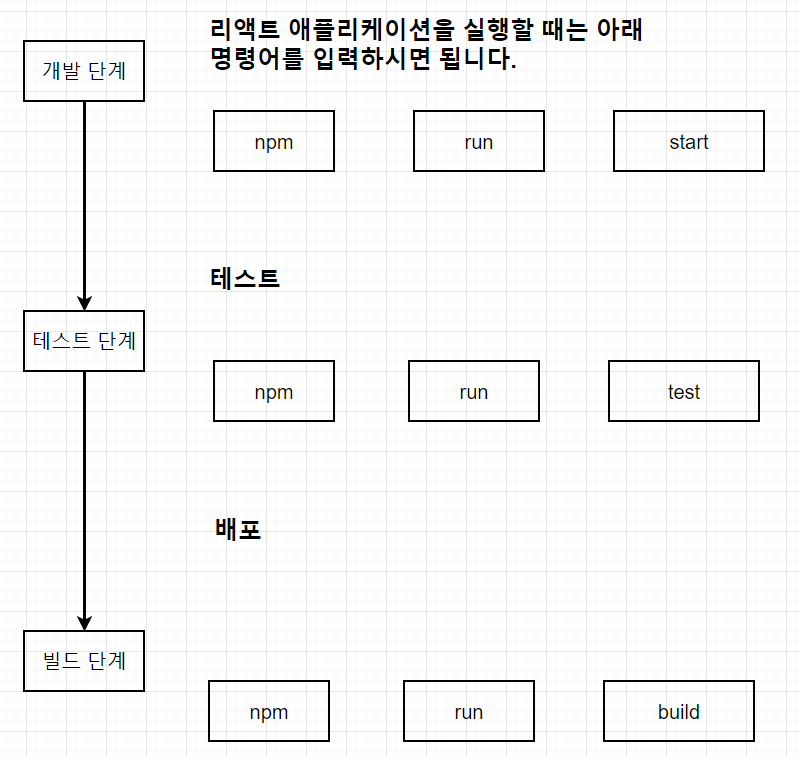 리액트 애플리케이션을 실행할 때는 아래
명령어를 입력하시면 됩니다.
개발 단계
npm run start
테스트
테스트 단계
npm run test
배포
빌드 단계
npm run build